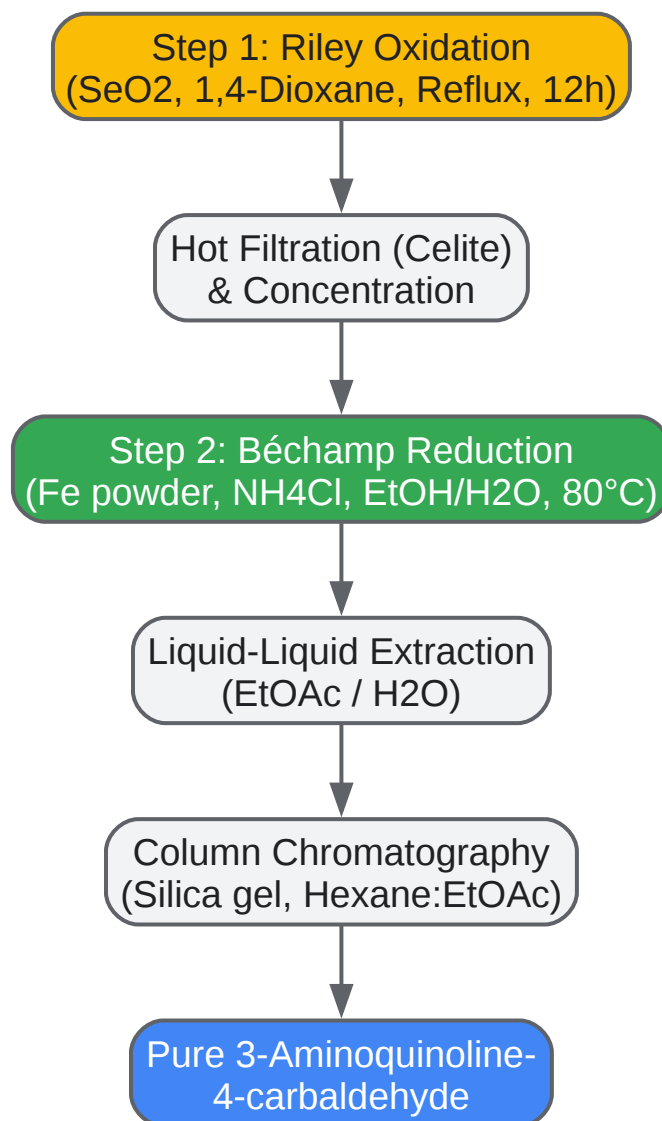 Step 1: Riley Oxidation
(SeO2, 1,4-Dioxane, Reflux, 12h)
Hot Filtration (Celite)
& Concentration
Step 2: Béchamp Reduction
(Fe powder, NH4Cl, EtOH/H2O, 80°C)
Liquid-Liquid Extraction
(EtOAc / H2O)
Column Chromatography
(Silica gel, Hexane:EtOAc)
Pure 3-Aminoquinoline-
4-carbaldehyde